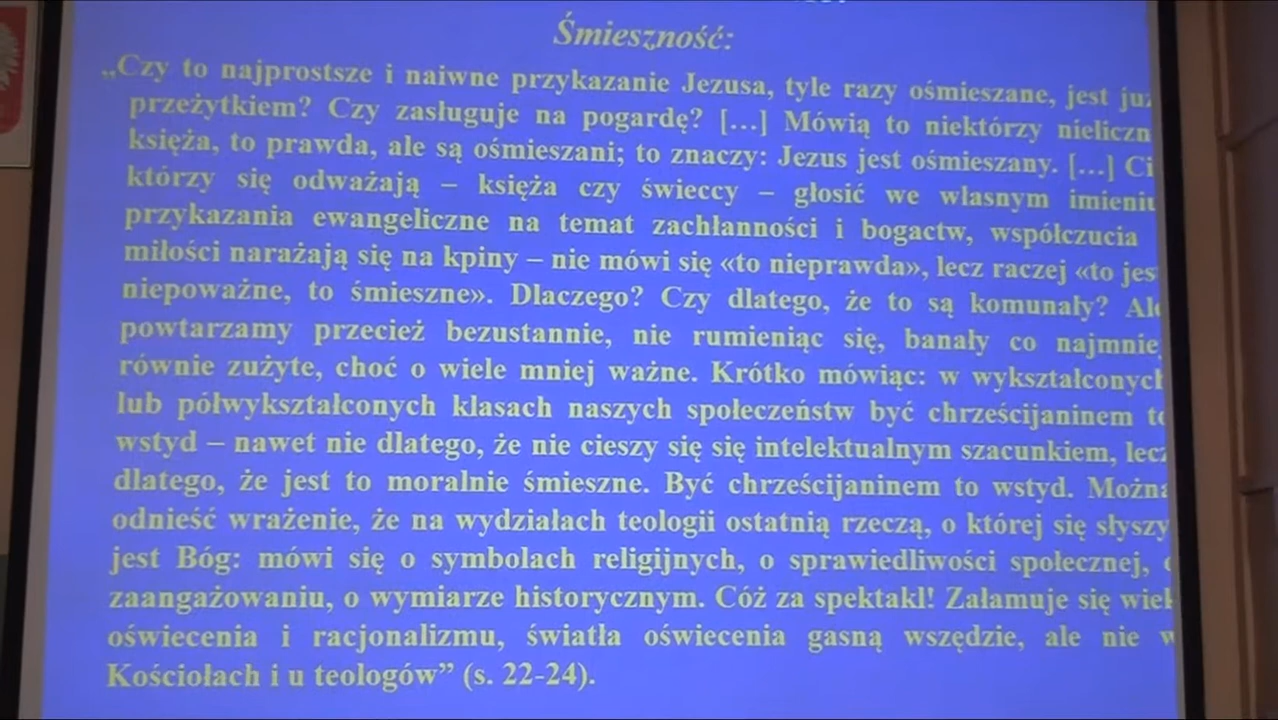 Śmieszność:
„Czy to najprostsze i naiwne przykazanie Jezusa, tyle razy ośmieszane, jest już
przeżytkiem? Czy zasługuje na pogardę? […] Mówią to niektórzy nieliczn
księża, to prawda, ale są ośmieszani; to znaczy: Jezus jest ośmieszany. […] Ci
którzy się odważają – księża czy świeccy – głosić we własnym imieniu
przykazania ewangeliczne na temat zachłanności i bogactw, współczucia
miłości narażają się na kpiny – nie mówi się «to nieprawda», lecz raczej «to jes
niepoważne, to śmieszne». Dlaczego? Czy dlatego, że to są komunały? Ale
powtarzamy przecież bezustannie, nie rumieniąc się, banały co najmniej
równie zużyte, choć o wiele mniej ważne. Krótko mówiąc: w wykształconych
lub półwykształconych klasach naszych społeczeństw być chrześcijaninem to
wstyd – nawet nie dlatego, że nie cieszy się się intelektualnym szacunkiem, lecz
dlatego, że jest to moralnie śmieszne. Być chrześcijaninem to wstyd. Można
odnieść wrażenie, że na wydziałach teologii ostatnią rzeczą, o której się słyszy
jest Bóg: mówi się o symbolach religijnych, o sprawiedliwości społecznej, o
zaangażowaniu, o wymiarze historycznym. Cóż za spektakl! Załamuje się wiek
oświecenia i racjonalizmu, światła oświecenia gasną wszędzie, ale nie w
Kościołach i u teologów” (s. 22-24).